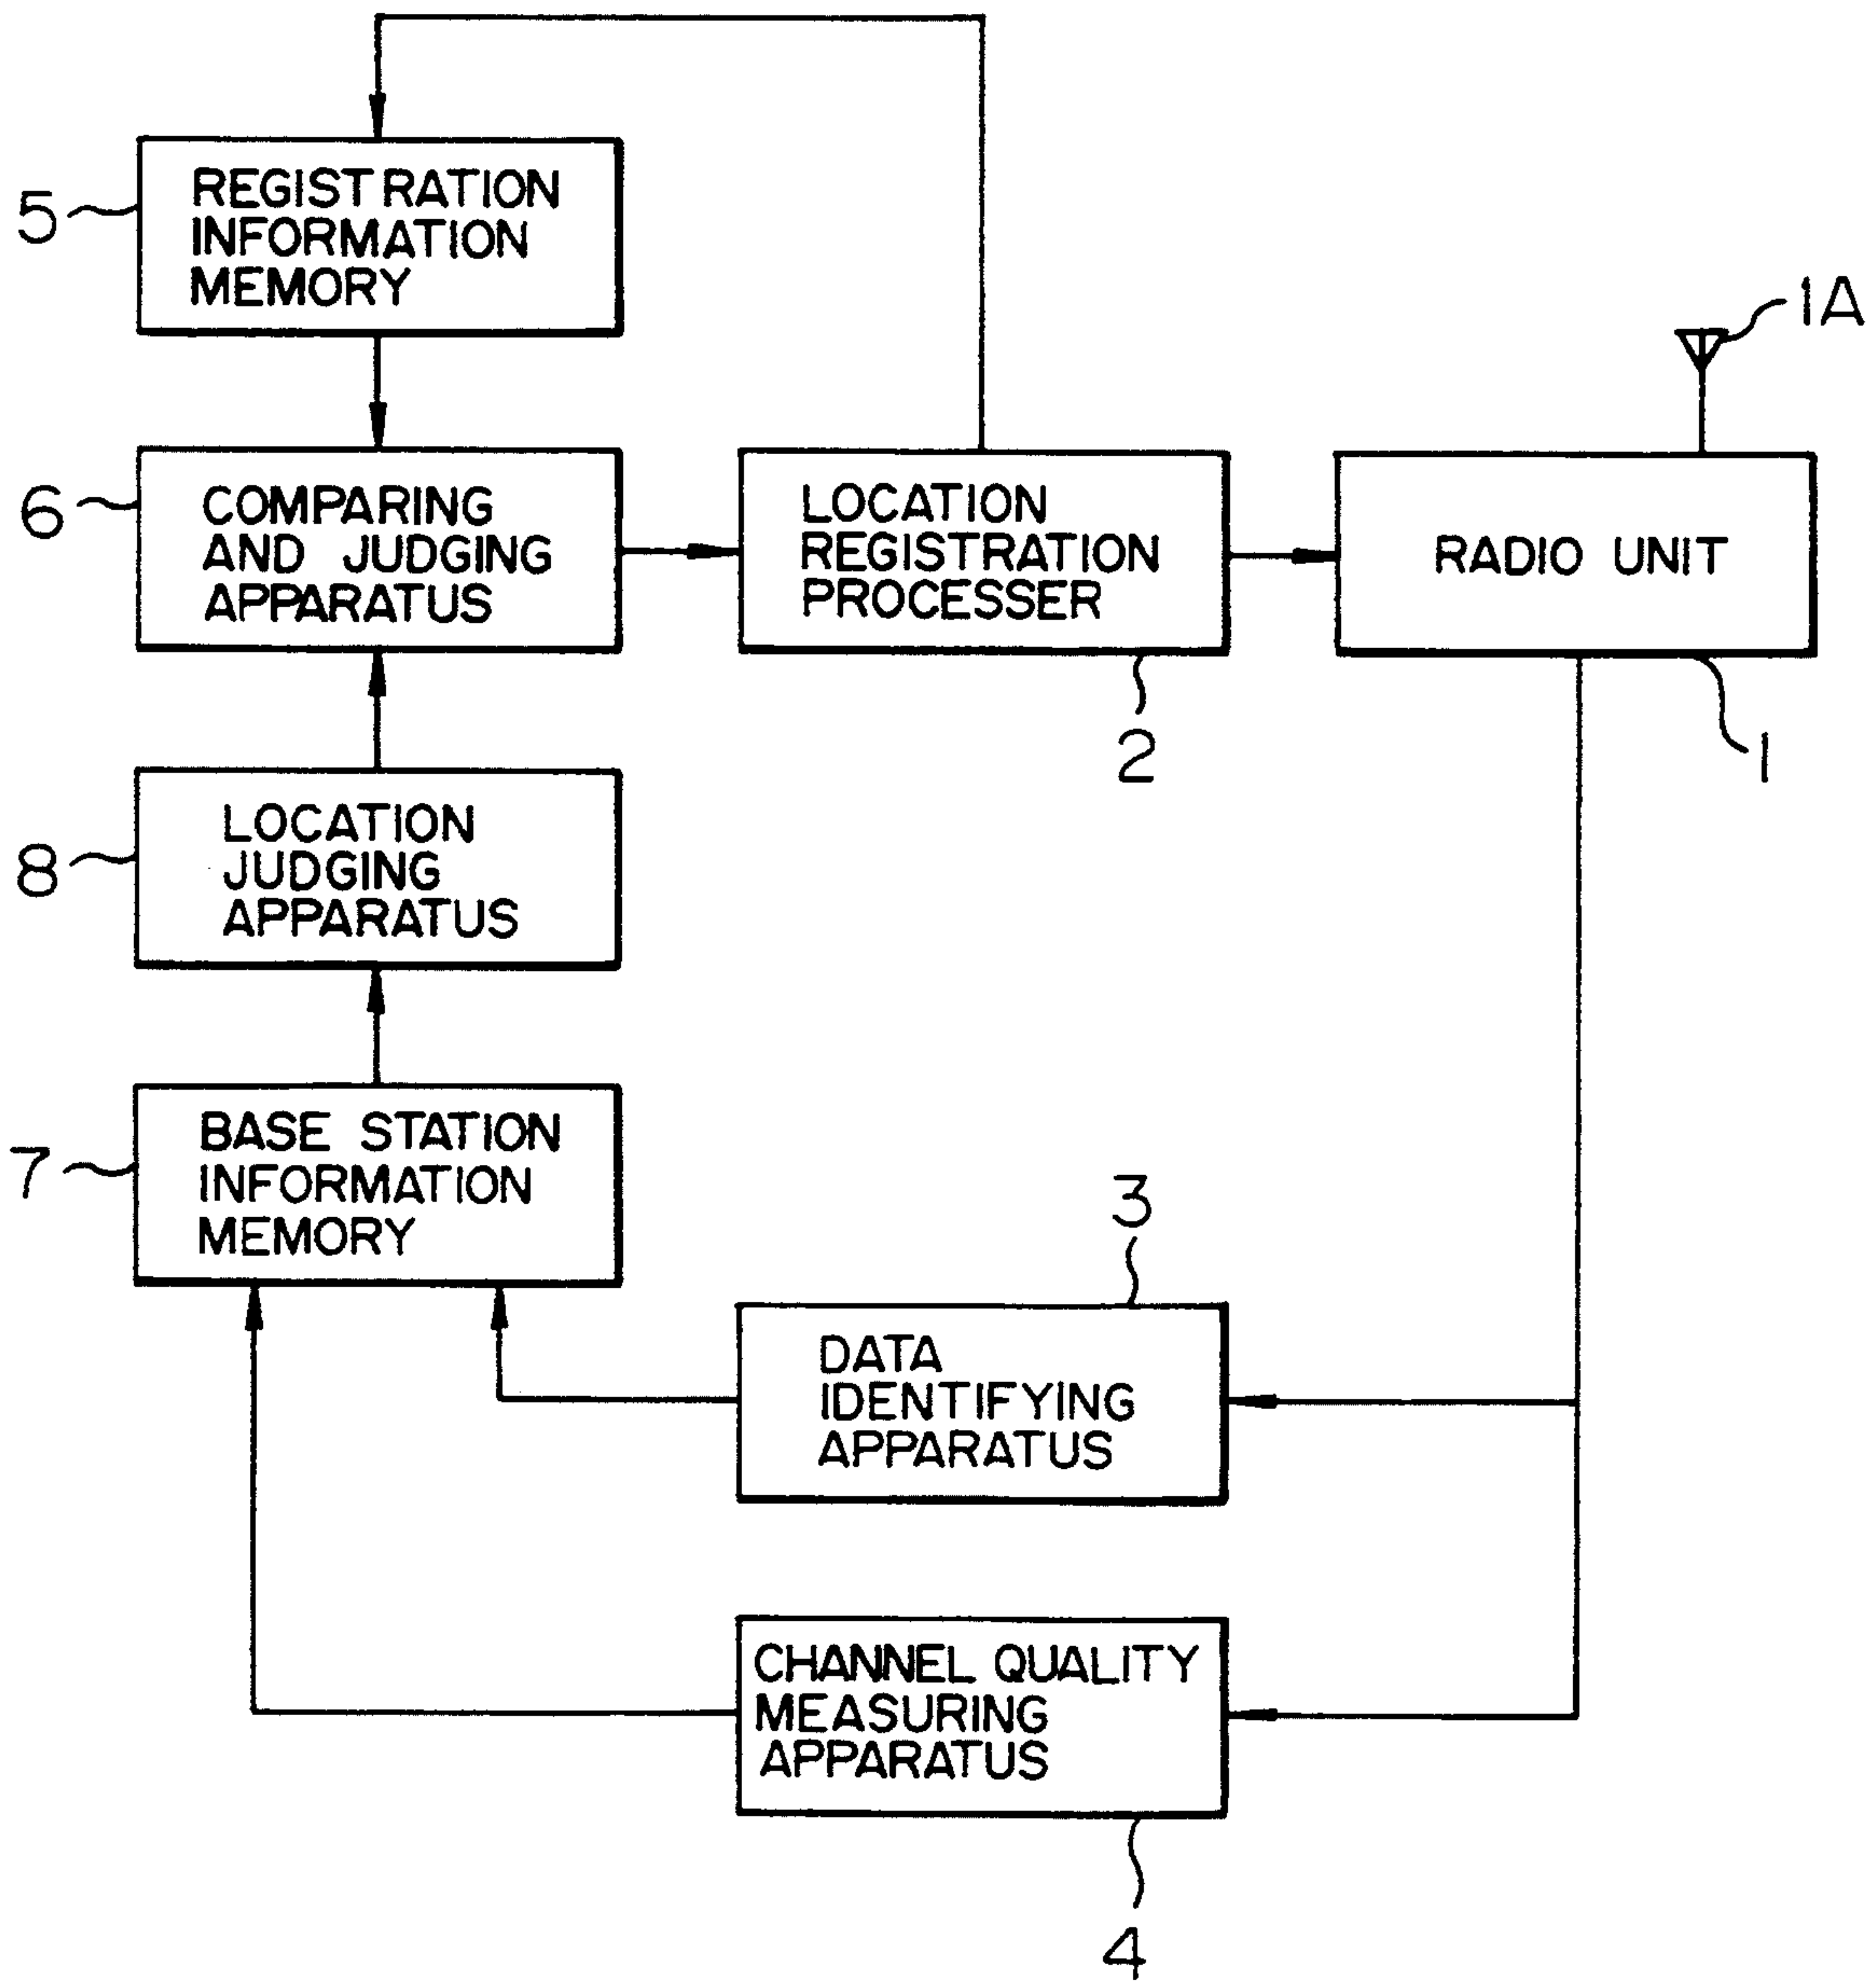 5
REGISTRATION
INFORMATION
MEMORY
1A
6
COMPARING
AND JUDGING
APPARATUS
LOCATION
REGISTRATION
PROCESSER
2
RADIO UNIT
1
8
LOCATION
JUDGING
APPARATUS
7
BASE STATION
INFORMATION
MEMORY
3
DATA
IDENTIFYING
APPARATUS
CHANNEL QUALITY
MEASURING
APPARATUS
4